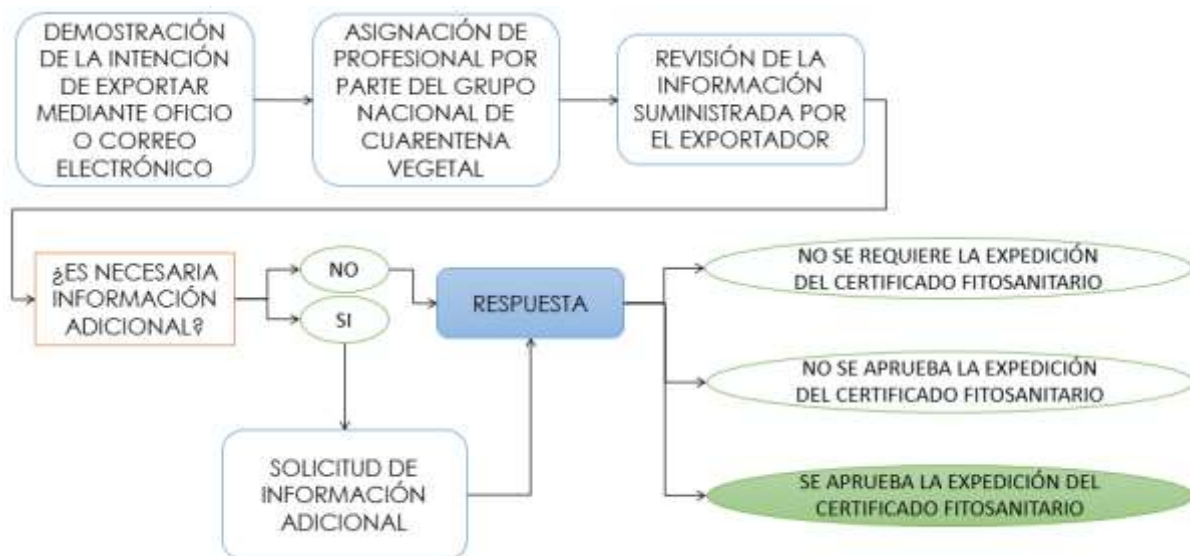 DEMOSTRACIÓN
DE LA INTENCIÓN
DE EXPORTAR
MEDIANTE OFICIO
O CORREO
ELECTRÓNICO
ASIGNACIÓN DE
PROFESIONAL POR
PARTE DEL GRUPO
NACIONAL DE
CUARENTENA
VEGETAL
REVISIÓN DE LA
INFORMACIÓN
SUMINISTRADA POR
EL EXPORTADOR
¿ES NECESARIA
INFORMACIÓN
ADICIONAL?
NO
SI
RESPUESTA
SOLICITUD DE
INFORMACIÓN
ADICIONAL
NO SE REQUIERE LA EXPEDICIÓN
DEL CERTIFICADO FITOSANITARIO
NO SE APRUEBA LA EXPEDICIÓN
DEL CERTIFICADO FITOSANITARIO
SE APRUEBA LA EXPEDICIÓN DEL
CERTIFICADO FITOSANITARIO